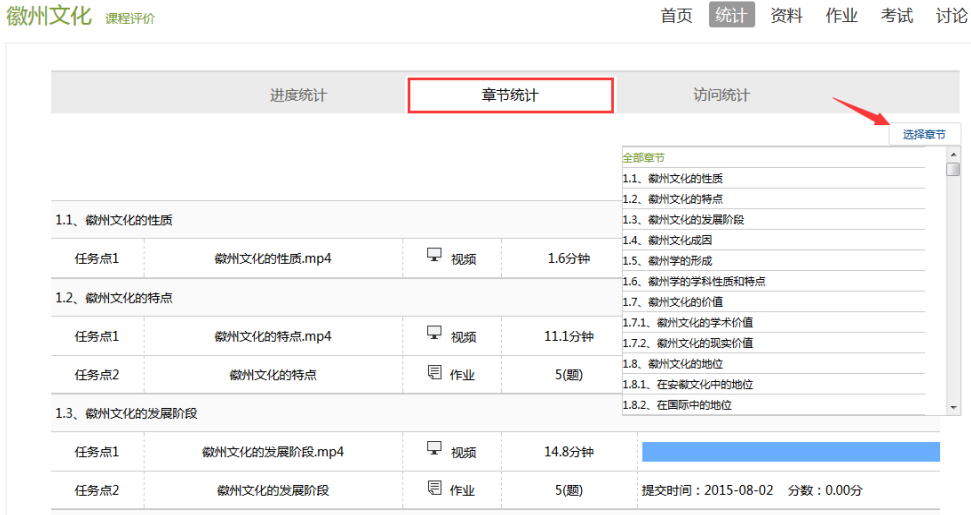 徽州文化 课程评价 首页 统计 资料 作业 考试 讨论
进度统计 章节统计 访问统计
选择章节
全部章节
1.1、徽州文化的性质
1.2、徽州文化的特点
1.3、徽州文化的发展阶段
1.4、徽州文化成因
1.5、徽州学的形成
1.6、徽州学的学科性质和特点
1.7、徽州文化的价值
1.7.1、徽州文化的学术价值
1.7.2、徽州文化的现实价值
1.8、徽州文化的地位
1.8.1、在安徽文化中的地位
1.8.2、在国际中的地位
1.1、徽州文化的性质
任务点1 徽州文化的性质.mp4 视频 1.6分钟
1.2、徽州文化的特点
任务点1 徽州文化的特点.mp4 视频 11.1分钟
任务点2 徽州文化的特点 作业 5(题)
1.3、徽州文化的发展阶段
任务点1 徽州文化的发展阶段.mp4 视频 14.8分钟
任务点2 徽州文化的发展阶段 作业 5(题) 提交时间：2015-08-02 分数：0.00分